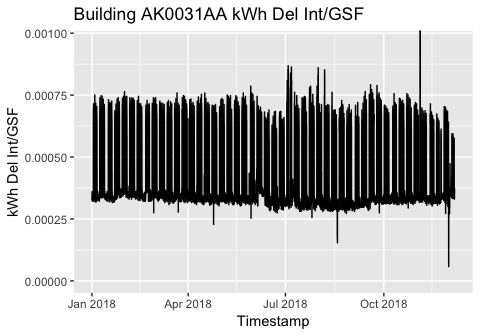 Building AK0031AA kWh Del Int/GSF
0.00100
0.00075
0.00050
0.00025
0.00000
kWh Del Int/GSF
Jan 2018 Apr 2018 Jul 2018 Oct 2018
Timestamp